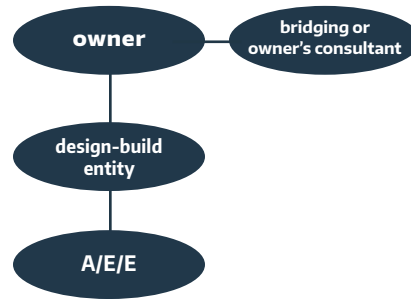 owner
bridging or
owner’s consultant
design-build
entity
A/E/E